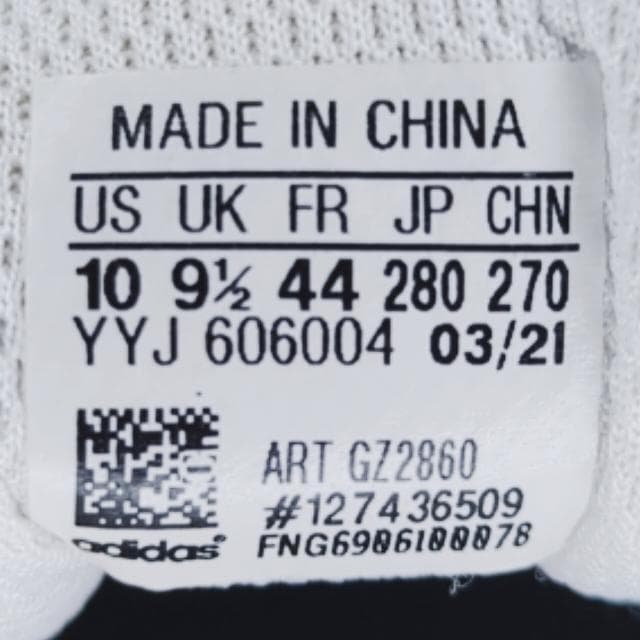 MADE IN CHINA
US UK FR JP CHN
10 9½ 44 280 270
YYJ 606004 03/21
ART GZ2860
#127436509
adidas® FNG6906100078